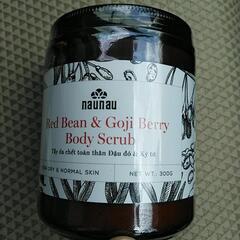 naunau
Red Bean & Goji Berry
Body Scrub
Tẩy da chết toàn thân Đậu đỏ & Kỷ tử
DRY & NORMAL SKIN
NET WT. 300G